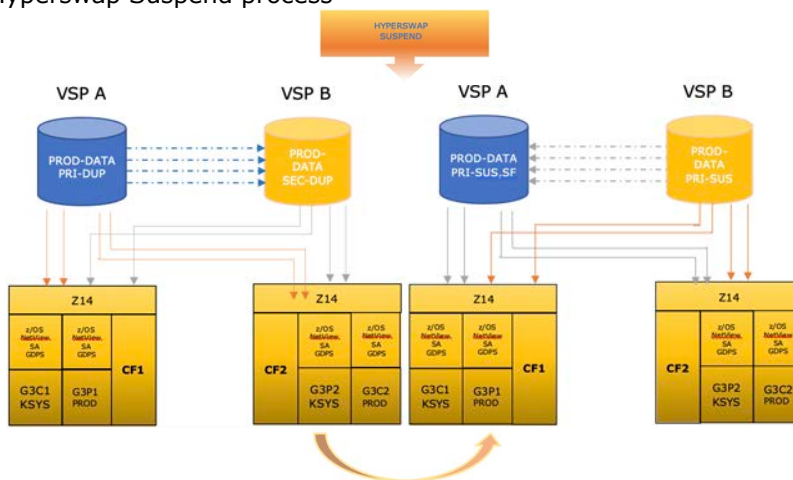 Hyperswap Suspend process
HYPERSWAP
SUSPEND
VSP A
VSP B
VSP A
VSP B
PROD-DATA
PRI-DUP
PROD-
DATA
SEC-DUP
PROD-DATA
PRI-SUS,SF
PROD-
DATA
PRI-SUS
Z14
z/OS
NetView,
SA
GDPS
z/OS
NetView,
SA
GDPS
CF1
G3C1
KSYS
G3P1
PROD
Z14
CF2
z/OS
NetView,
SA
GDPS
z/OS
NetView,
SA
GDPS
G3P2
KSYS
G3C2
PROD
Z14
z/OS
NetView,
SA
GDPS
z/OS
NetView,
SA
GDPS
CF1
G3C1
KSYS
G3P1
PROD
Z14
CF2
z/OS
NetView,
SA
GDPS
z/OS
NetView,
SA
GDPS
G3P2
KSYS
G3C2
PROD